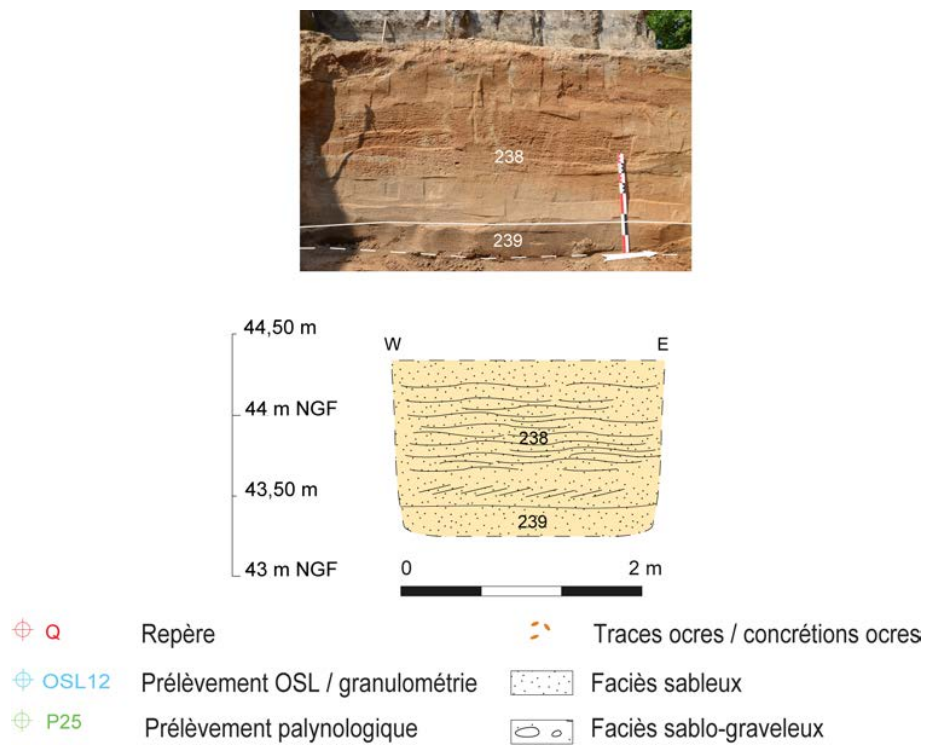 238
239
44,50 m
W E
44 m NGF
238
43,50 m
239
43 m NGF
0 2 m
Q Repère
Traces ocres / concrétions ocres
OSL12 Prélèvement OSL / granulométrie
Faciès sableux
P25 Prélèvement palynologique
Faciès sablo-graveleux